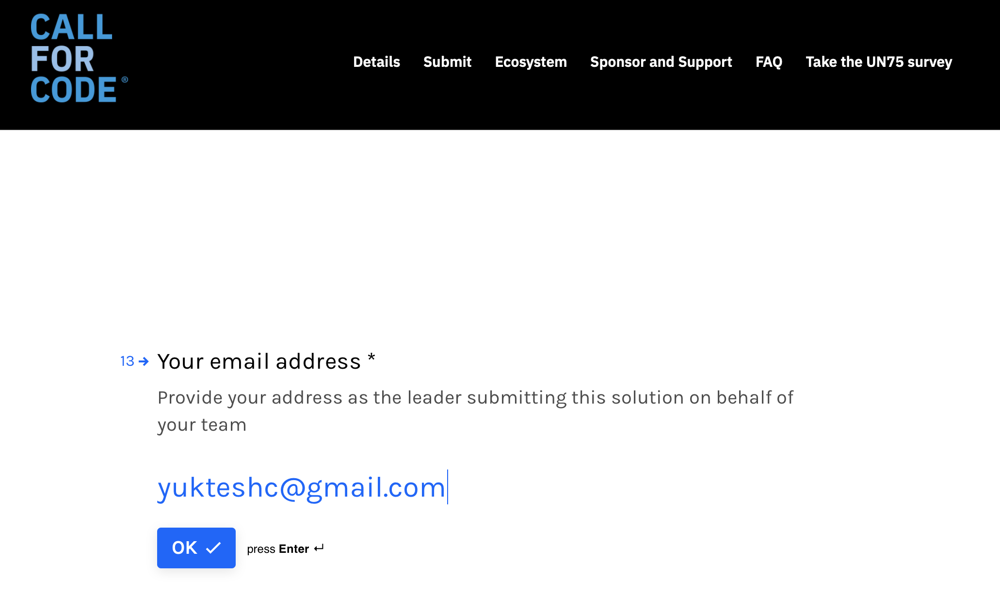 CALL
FOR
CODE ®
Details Submit Ecosystem Sponsor and Support FAQ Take the UN75 survey
13 → Your email address *
Provide your address as the leader submitting this solution on behalf of
your team
yukteshc@gmail.com
OK ✓ press Enter ↵